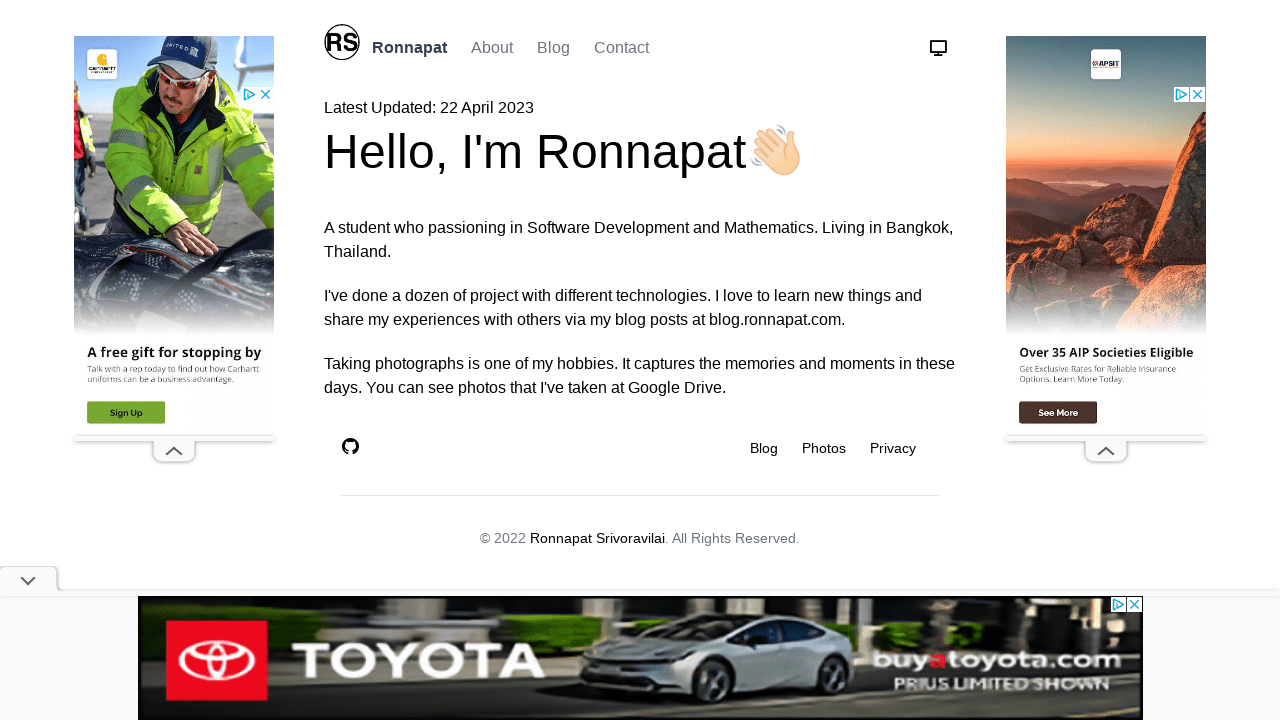 RS Ronnapat About Blog Contact
Latest Updated: 22 April 2023
Hello, I'm Ronnapat👋🏻
A student who passioning in Software Development and Mathematics. Living in Bangkok,
Thailand.
I've done a dozen of project with different technologies. I love to learn new things and
share my experiences with others via my blog posts at blog.ronnapat.com.
Taking photographs is one of my hobbies. It captures the memories and moments in these
days. You can see photos that I've taken at Google Drive.
Blog Photos Privacy
© 2022 Ronnapat Srivoravilai. All Rights Reserved.
UNITED
carhartt
A free gift for stopping by
Talk with a rep today to find out how Carhartt
uniforms can be a business advantage.
Sign Up
APSIT
Over 35 AIP Societies Eligible
Get Exclusive Rates for Reliable Insurance
Options. Learn More Today.
See More
TOYOTA
buyatoyota.com
PRIUS LIMITED SHOWN